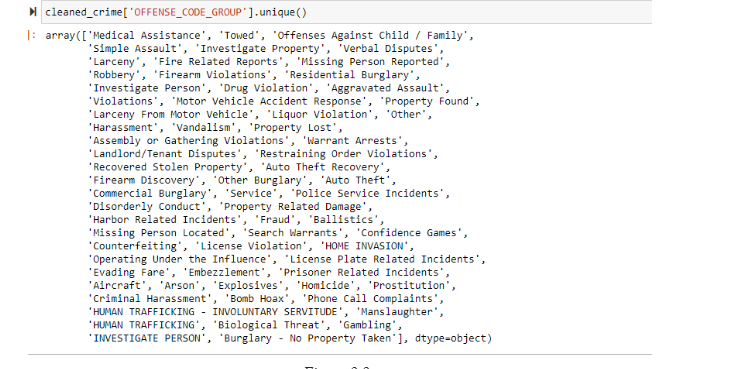 cleaned_crime['OFFENSE_CODE_GROUP'].unique()
array(['Medical Assistance', 'Towed', 'Offenses Against Child / Family',
'Simple Assault', 'Investigate Property', 'Verbal Disputes',
'Larceny', 'Fire Related Reports', 'Missing Person Reported',
'Robbery', 'Firearm Violations', 'Residential Burglary',
'Investigate Person', 'Drug Violation', 'Aggravated Assault',
'Violations', 'Motor Vehicle Accident Response', 'Property Found',
'Larceny From Motor Vehicle', 'Liquor Violation', 'Other',
'Harassment', 'Vandalism', 'Property Lost',
'Assembly or Gathering Violations', 'Warrant Arrests',
'Landlord/Tenant Disputes', 'Restraining Order Violations',
'Recovered Stolen Property', 'Auto Theft Recovery',
'Firearm Discovery', 'Other Burglary', 'Auto Theft',
'Commercial Burglary', 'Service', 'Police Service Incidents',
'Disorderly Conduct', 'Property Related Damage',
'Harbor Related Incidents', 'Fraud', 'Ballistics',
'Missing Person Located', 'Search Warrants', 'Confidence Games',
'Counterfeiting', 'License Violation', 'HOME INVASION',
'Operating Under the Influence', 'License Plate Related Incidents',
'Evading Fare', 'Embezzlement', 'Prisoner Related Incidents',
'Aircraft', 'Arson', 'Explosives', 'Homicide', 'Prostitution',
'Criminal Harassment', 'Bomb Hoax', 'Phone Call Complaints',
'HUMAN TRAFFICKING - INVOLUNTARY SERVITUDE', 'Manslaughter',
'HUMAN TRAFFICKING', 'Biological Threat', 'Gambling',
'INVESTIGATE PERSON', 'Burglary - No Property Taken'], dtype=object)